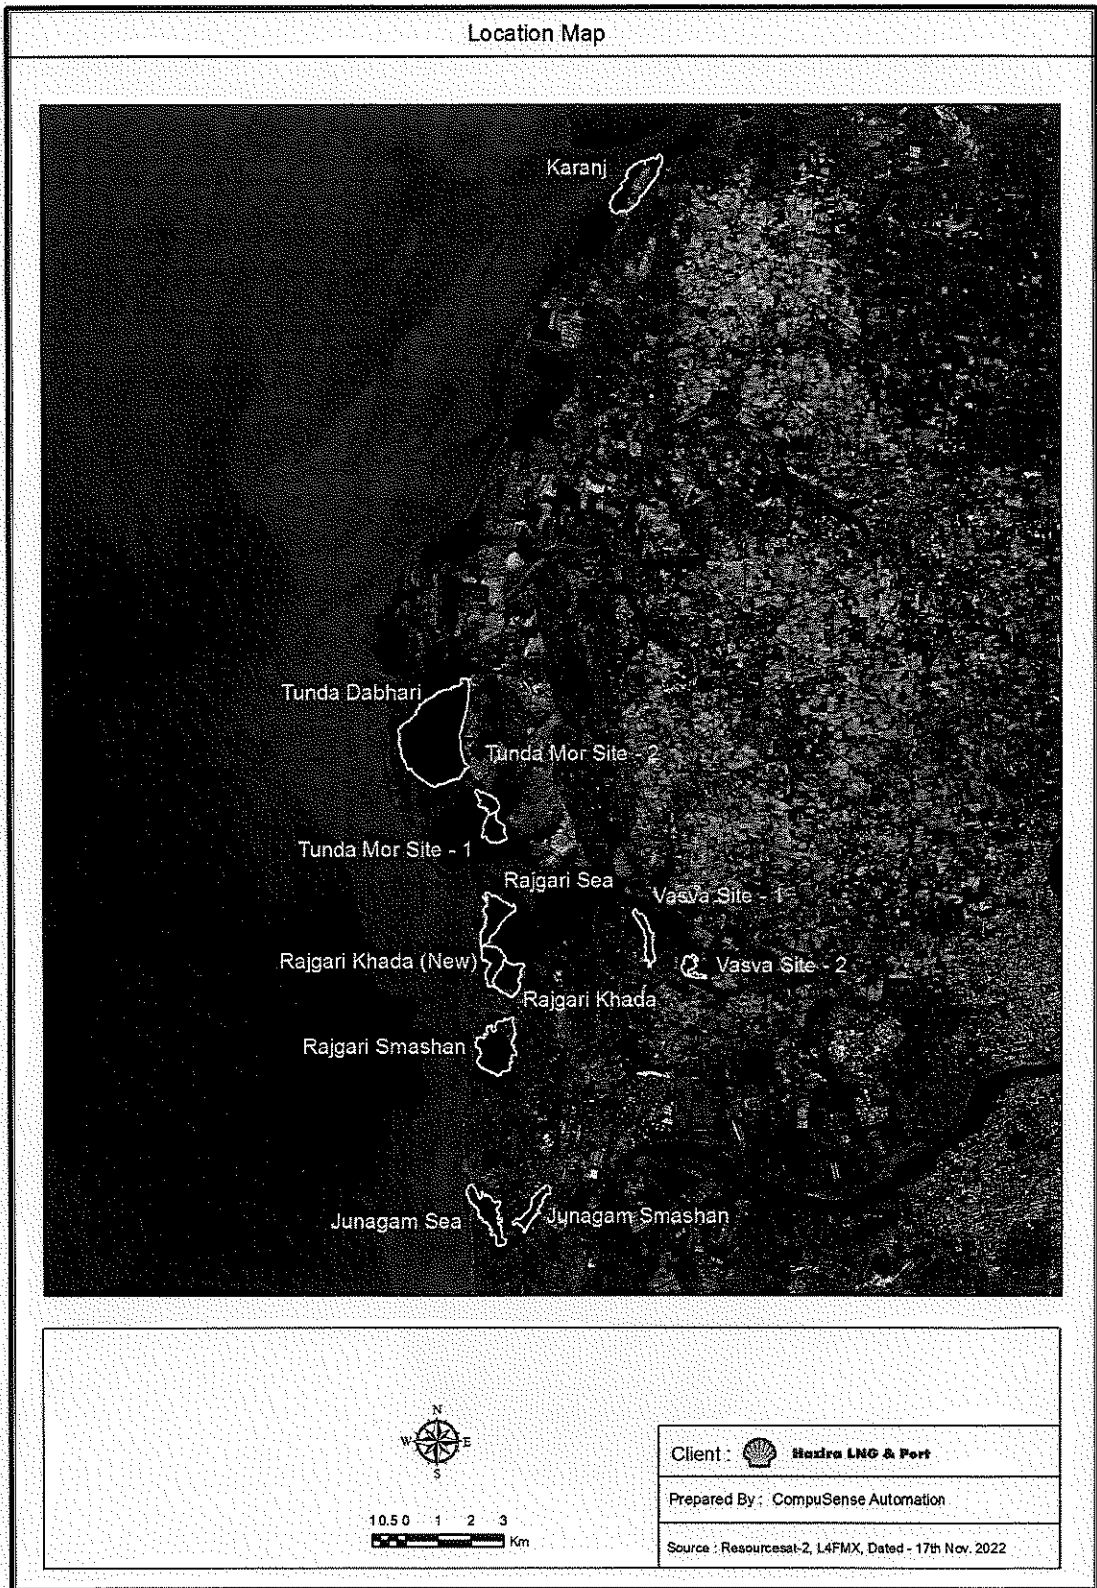 Location Map
Karanj
Tunda Dabhari
Tunda Mor Site - 2
Tunda Mor Site - 1
Rajgari Sea
Vasva Site - 1
Rajgari Khada (New)
Vasva Site - 2
Rajgari Khada
Rajgari Smashan
Junagam Sea
Junagam Smashan
N
W E
S
1 0.5 0 1 2 3
Km
Client : Hazira LNG & Port
Prepared By : CompuSense Automation
Source : Resourcesat-2, L4FMX, Dated - 17th Nov. 2022